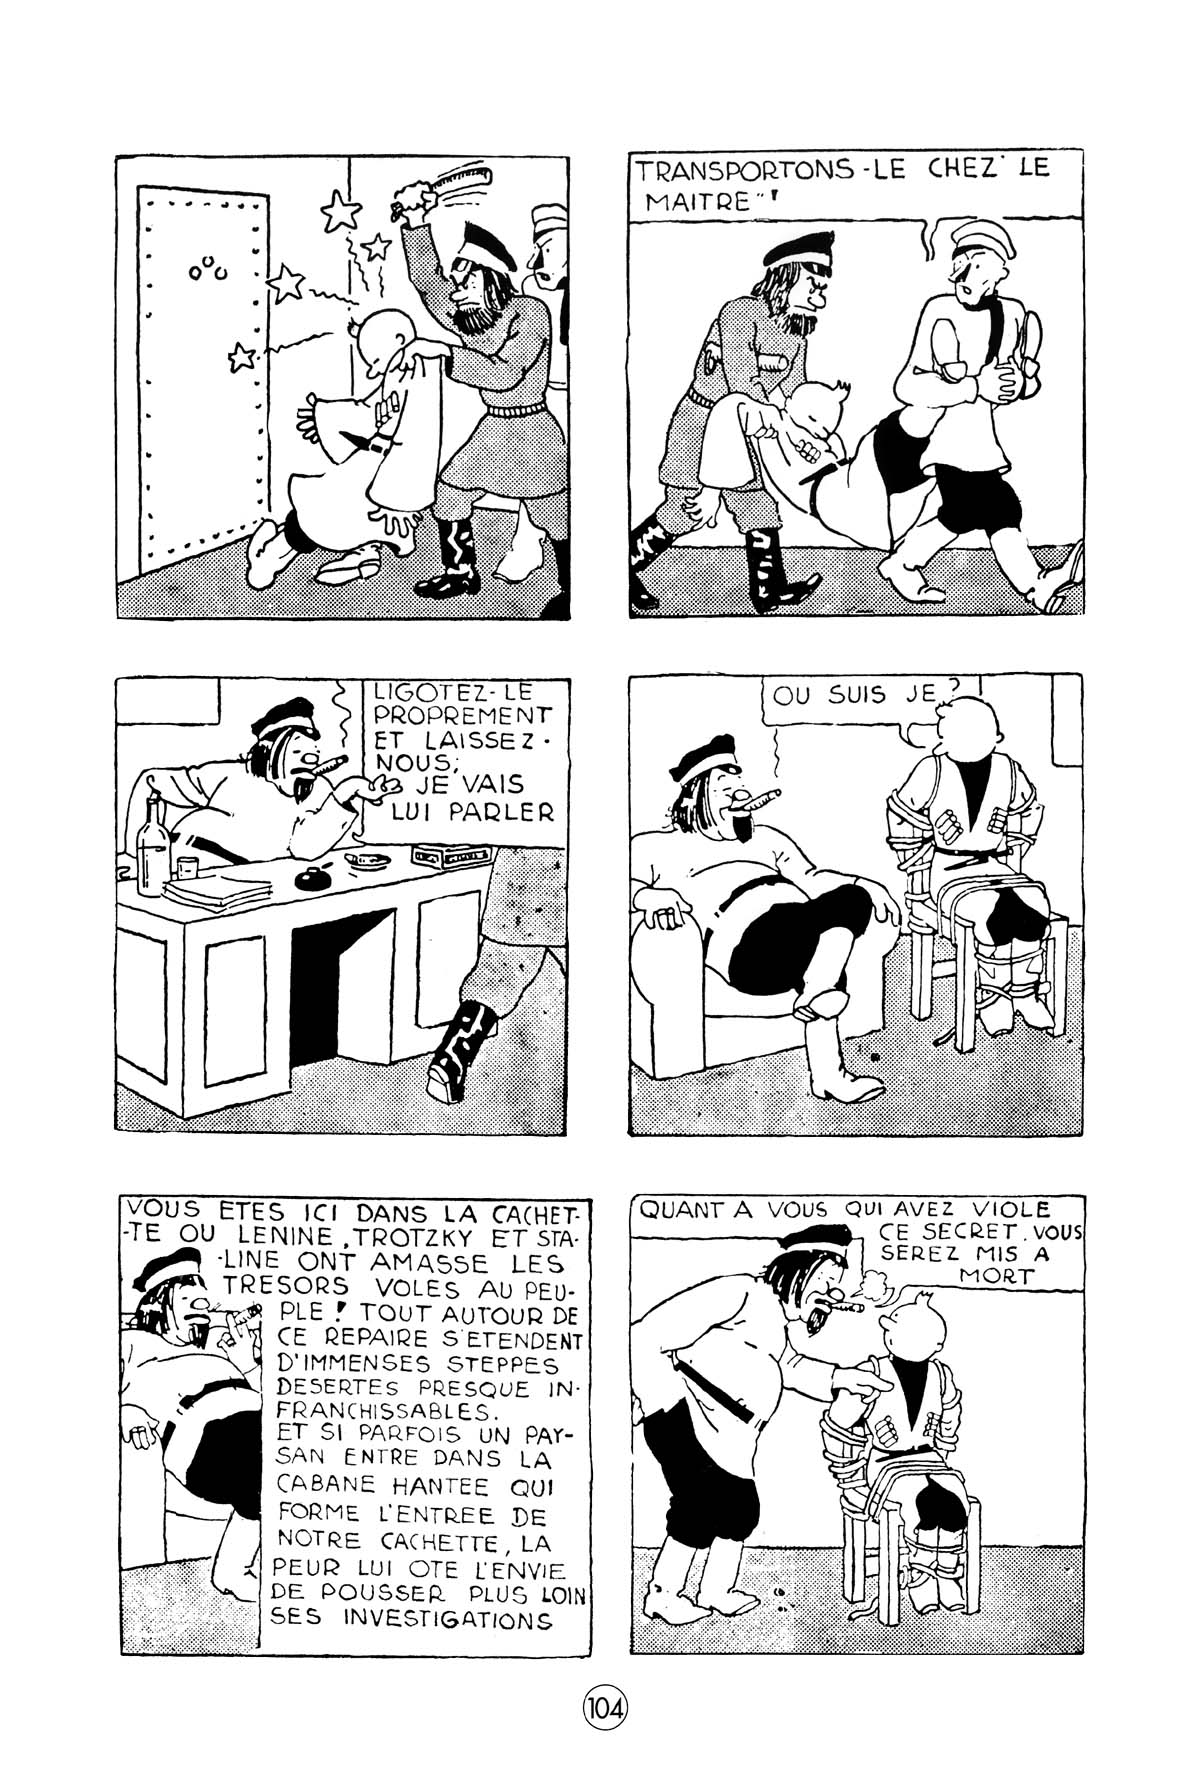 TRANSPORTONS-LE CHEZ LE
MAITRE"!
LIGOTEZ-LE
PROPREMENT
ET LAISSEZ-
NOUS;
JE VAIS
LUI PARLER
OU SUIS JE?
VOUS ETES ICI DANS LA CACHET-
-TE OU LENINE, TROTZKY ET STA-
-LINE ONT AMASSE LES
TRESORS VOLES AU PEU-
PLE! TOUT AUTOUR DE
CE REPAIRE S'ETENDENT
D'IMMENSES STEPPES
DESERTES PRESQUE IN-
FRANCHISSABLES.
ET SI PARFOIS UN PAY-
SAN ENTRE DANS LA
CABANE HANTEE QUI
FORME L'ENTREE DE
NOTRE CACHETTE, LA
PEUR LUI OTE L'ENVIE
DE POUSSER PLUS LOIN
SES INVESTIGATIONS
QUANT A VOUS QUI AVEZ VIOLE
CE SECRET. VOUS
SEREZ MIS A
MORT
104